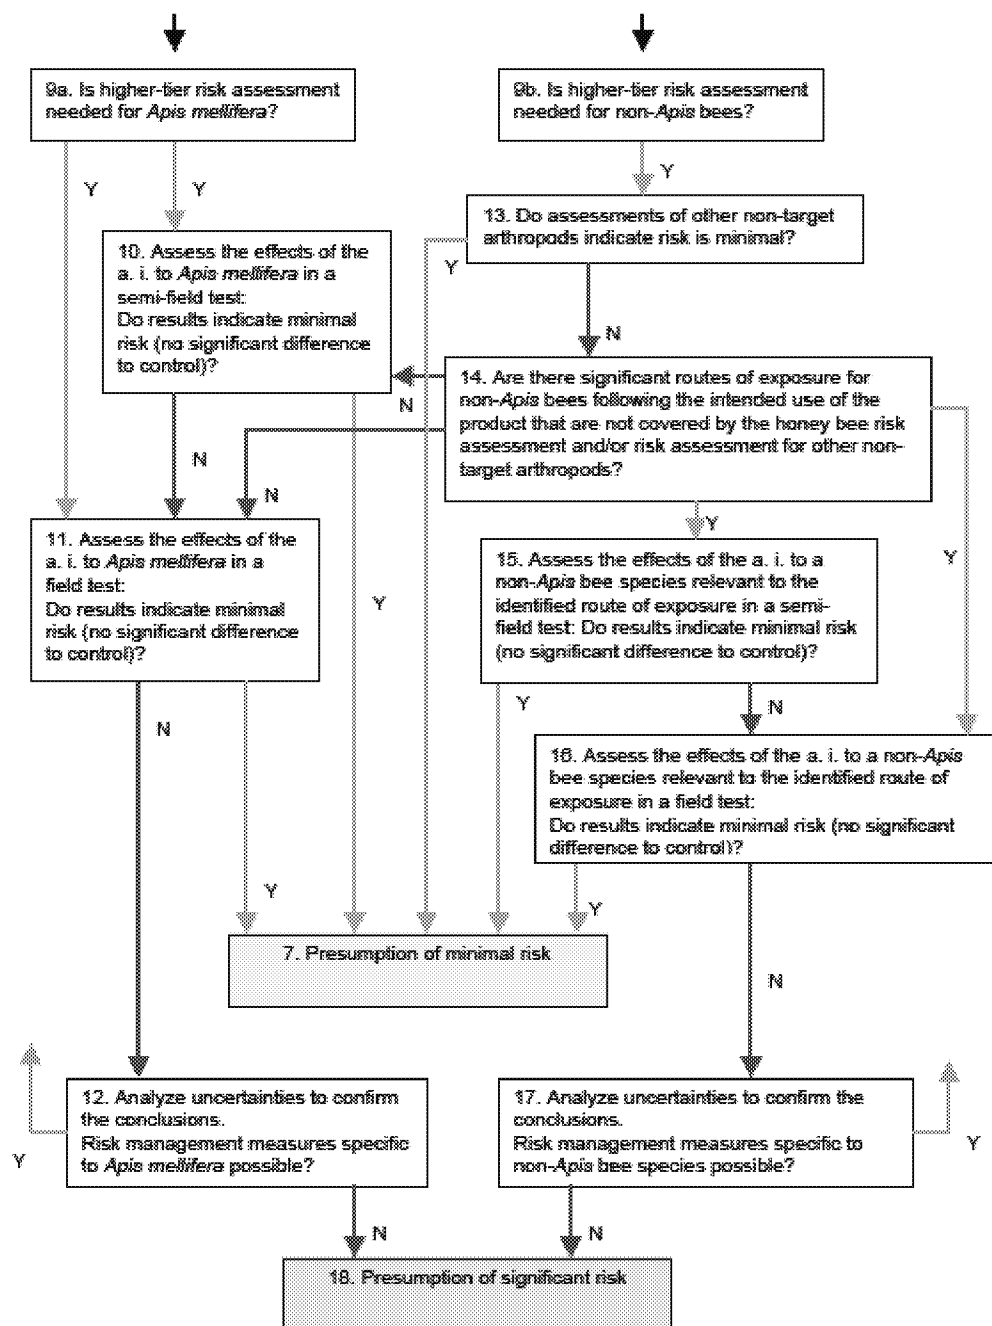 9a. Is higher-tier risk assessment
needed for Apis mellifera?
9b. Is higher-tier risk assessment
needed for non-Apis bees?
Y
Y
Y
13. Do assessments of other non-target
arthropods indicate risk is minimal?
10. Assess the effects of the
a. i. to Apis mellifera in a
semi-field test:
Do results indicate minimal
risk (no significant difference
to control)?
Y
N
14. Are there significant routes of exposure for
non-Apis bees following the intended use of the
product that are not covered by the honey bee risk
assessment and/or risk assessment for other non-
target arthropods?
N
N
N
Y
11. Assess the effects of the
a. i. to Apis mellifera in a
field test:
Do results indicate minimal
risk (no significant difference
to control)?
15. Assess the effects of the a. i. to a
non-Apis bee species relevant to the
identified route of exposure in a semi-
field test: Do results indicate minimal risk
(no significant difference to control)?
Y
Y
N
Y
N
16. Assess the effects of the a. i. to a non-Apis
bee species relevant to the identified route of
exposure in a field test:
Do results indicate minimal risk (no significant
difference to control)?
Y
Y
7. Presumption of minimal risk
N
12. Analyze uncertainties to confirm
the conclusions.
Risk management measures specific
to Apis mellifera possible?
17. Analyze uncertainties to confirm the
conclusions.
Risk management measures specific to
non-Apis bee species possible?
Y
Y
N
N
18. Presumption of significant risk